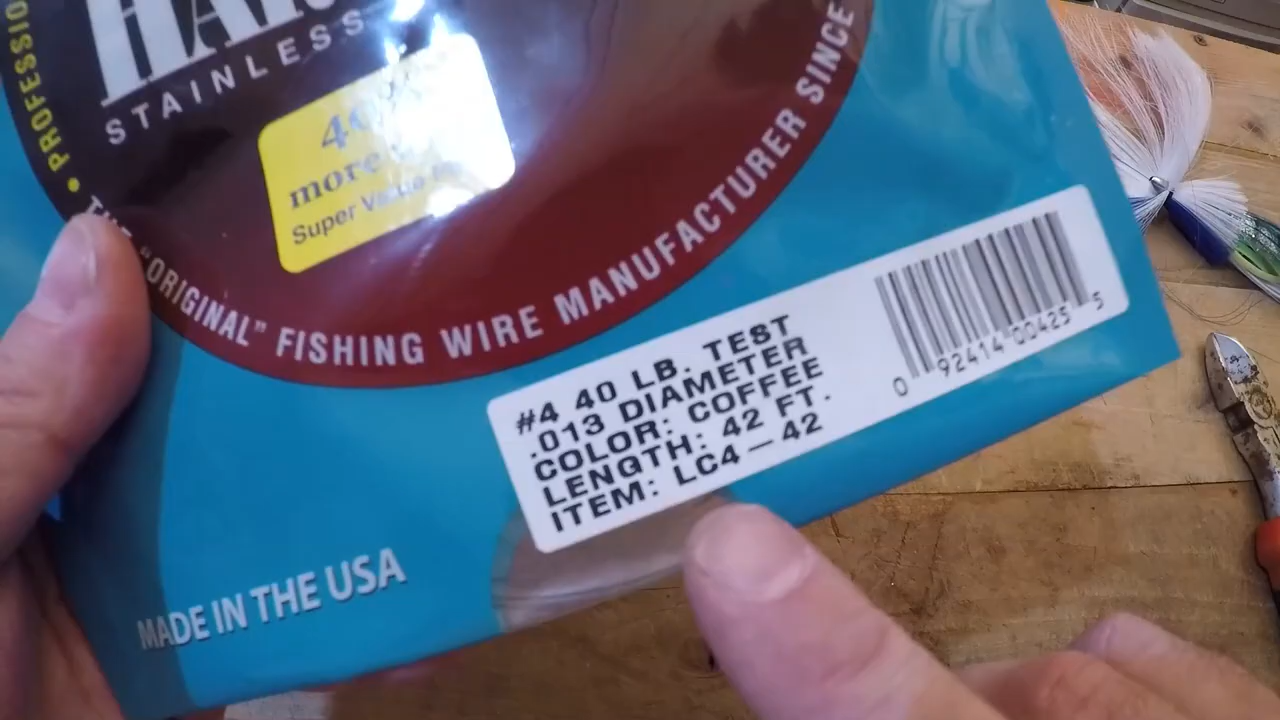 • PROFESSIO
STAINLESS
more
Super Value
"ORIGINAL" FISHING WIRE MANUFACTURER SINCE
#4 40 LB. TEST
.013 DIAMETER
COLOR: COFFEE
LENGTH: 42 FT.
ITEM: LC4-42
0 92414-00425 5
MADE IN THE USA